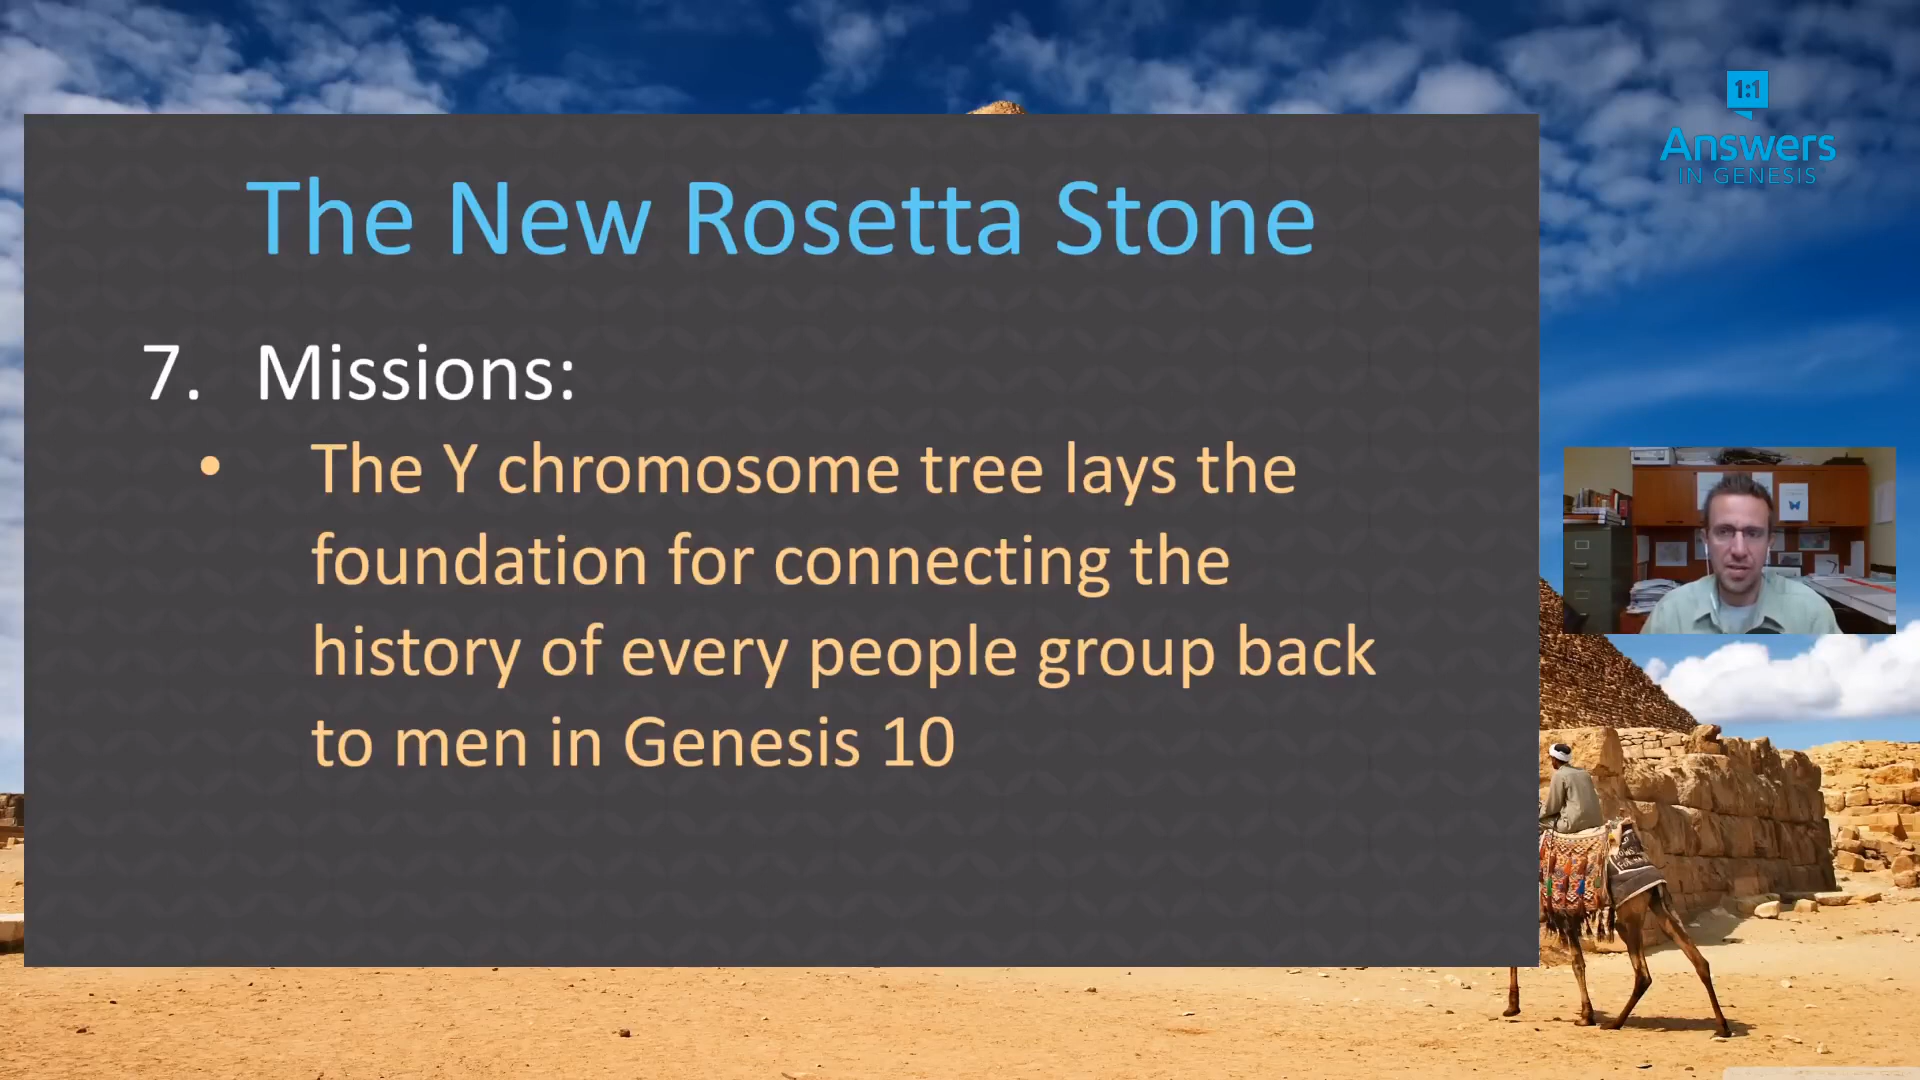 1:1
Answers
IN GENESIS
The New Rosetta Stone
7. Missions:
• The Y chromosome tree lays the
foundation for connecting the
history of every people group back
to men in Genesis 10